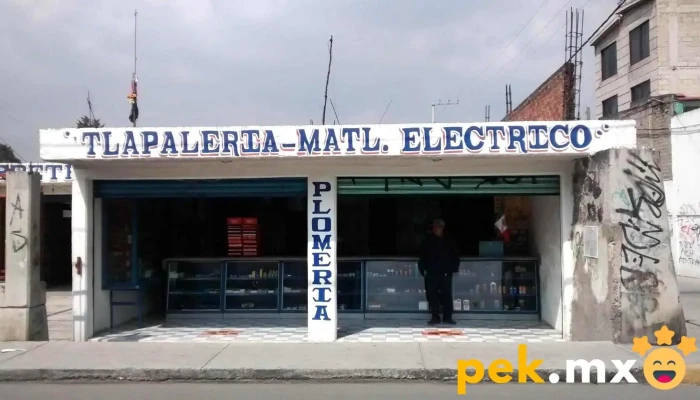 TLAPALERIA-MATL. ELECTRICO
PLOMERIA
pek.mx